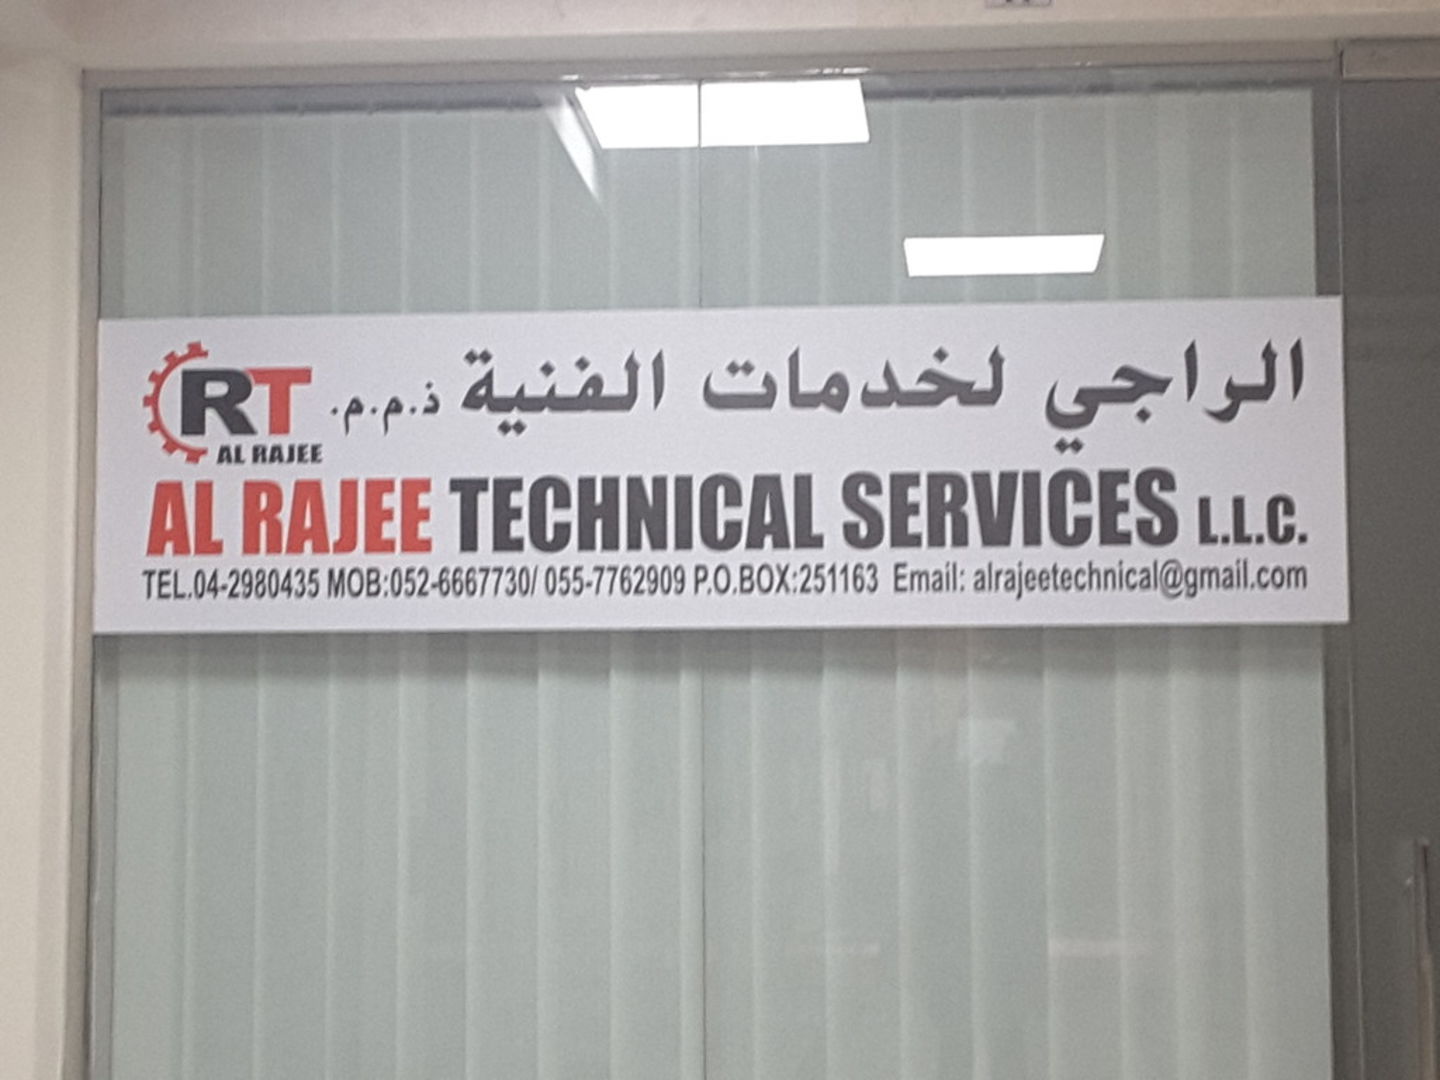 الراجي لخدمات الفنية ذ.م.م.
RT
AL RAJEE
AL RAJEE TECHNICAL SERVICES L.L.C.
TEL.04-2980435 MOB:052-6667730/ 055-7762909 P.O.BOX:251163 Email: alrajeetechnical@gmail.com